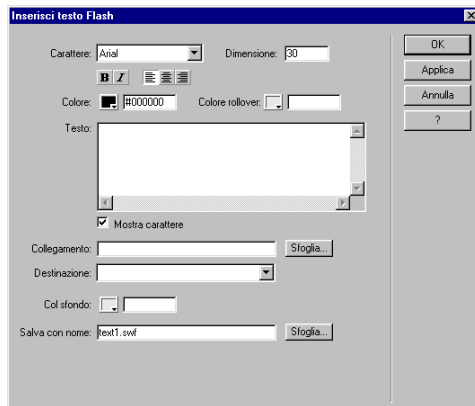 Inserisci testo Flash
Carattere: Arial Dimensione: 30 OK
B I Applica
Colore: #000000 Colore rollover: Annulla
Testo: ?
Mostra carattere
Collegamento: Sfoglia...
Destinazione:
Col sfondo:
Salva con nome: text1.swf Sfoglia...